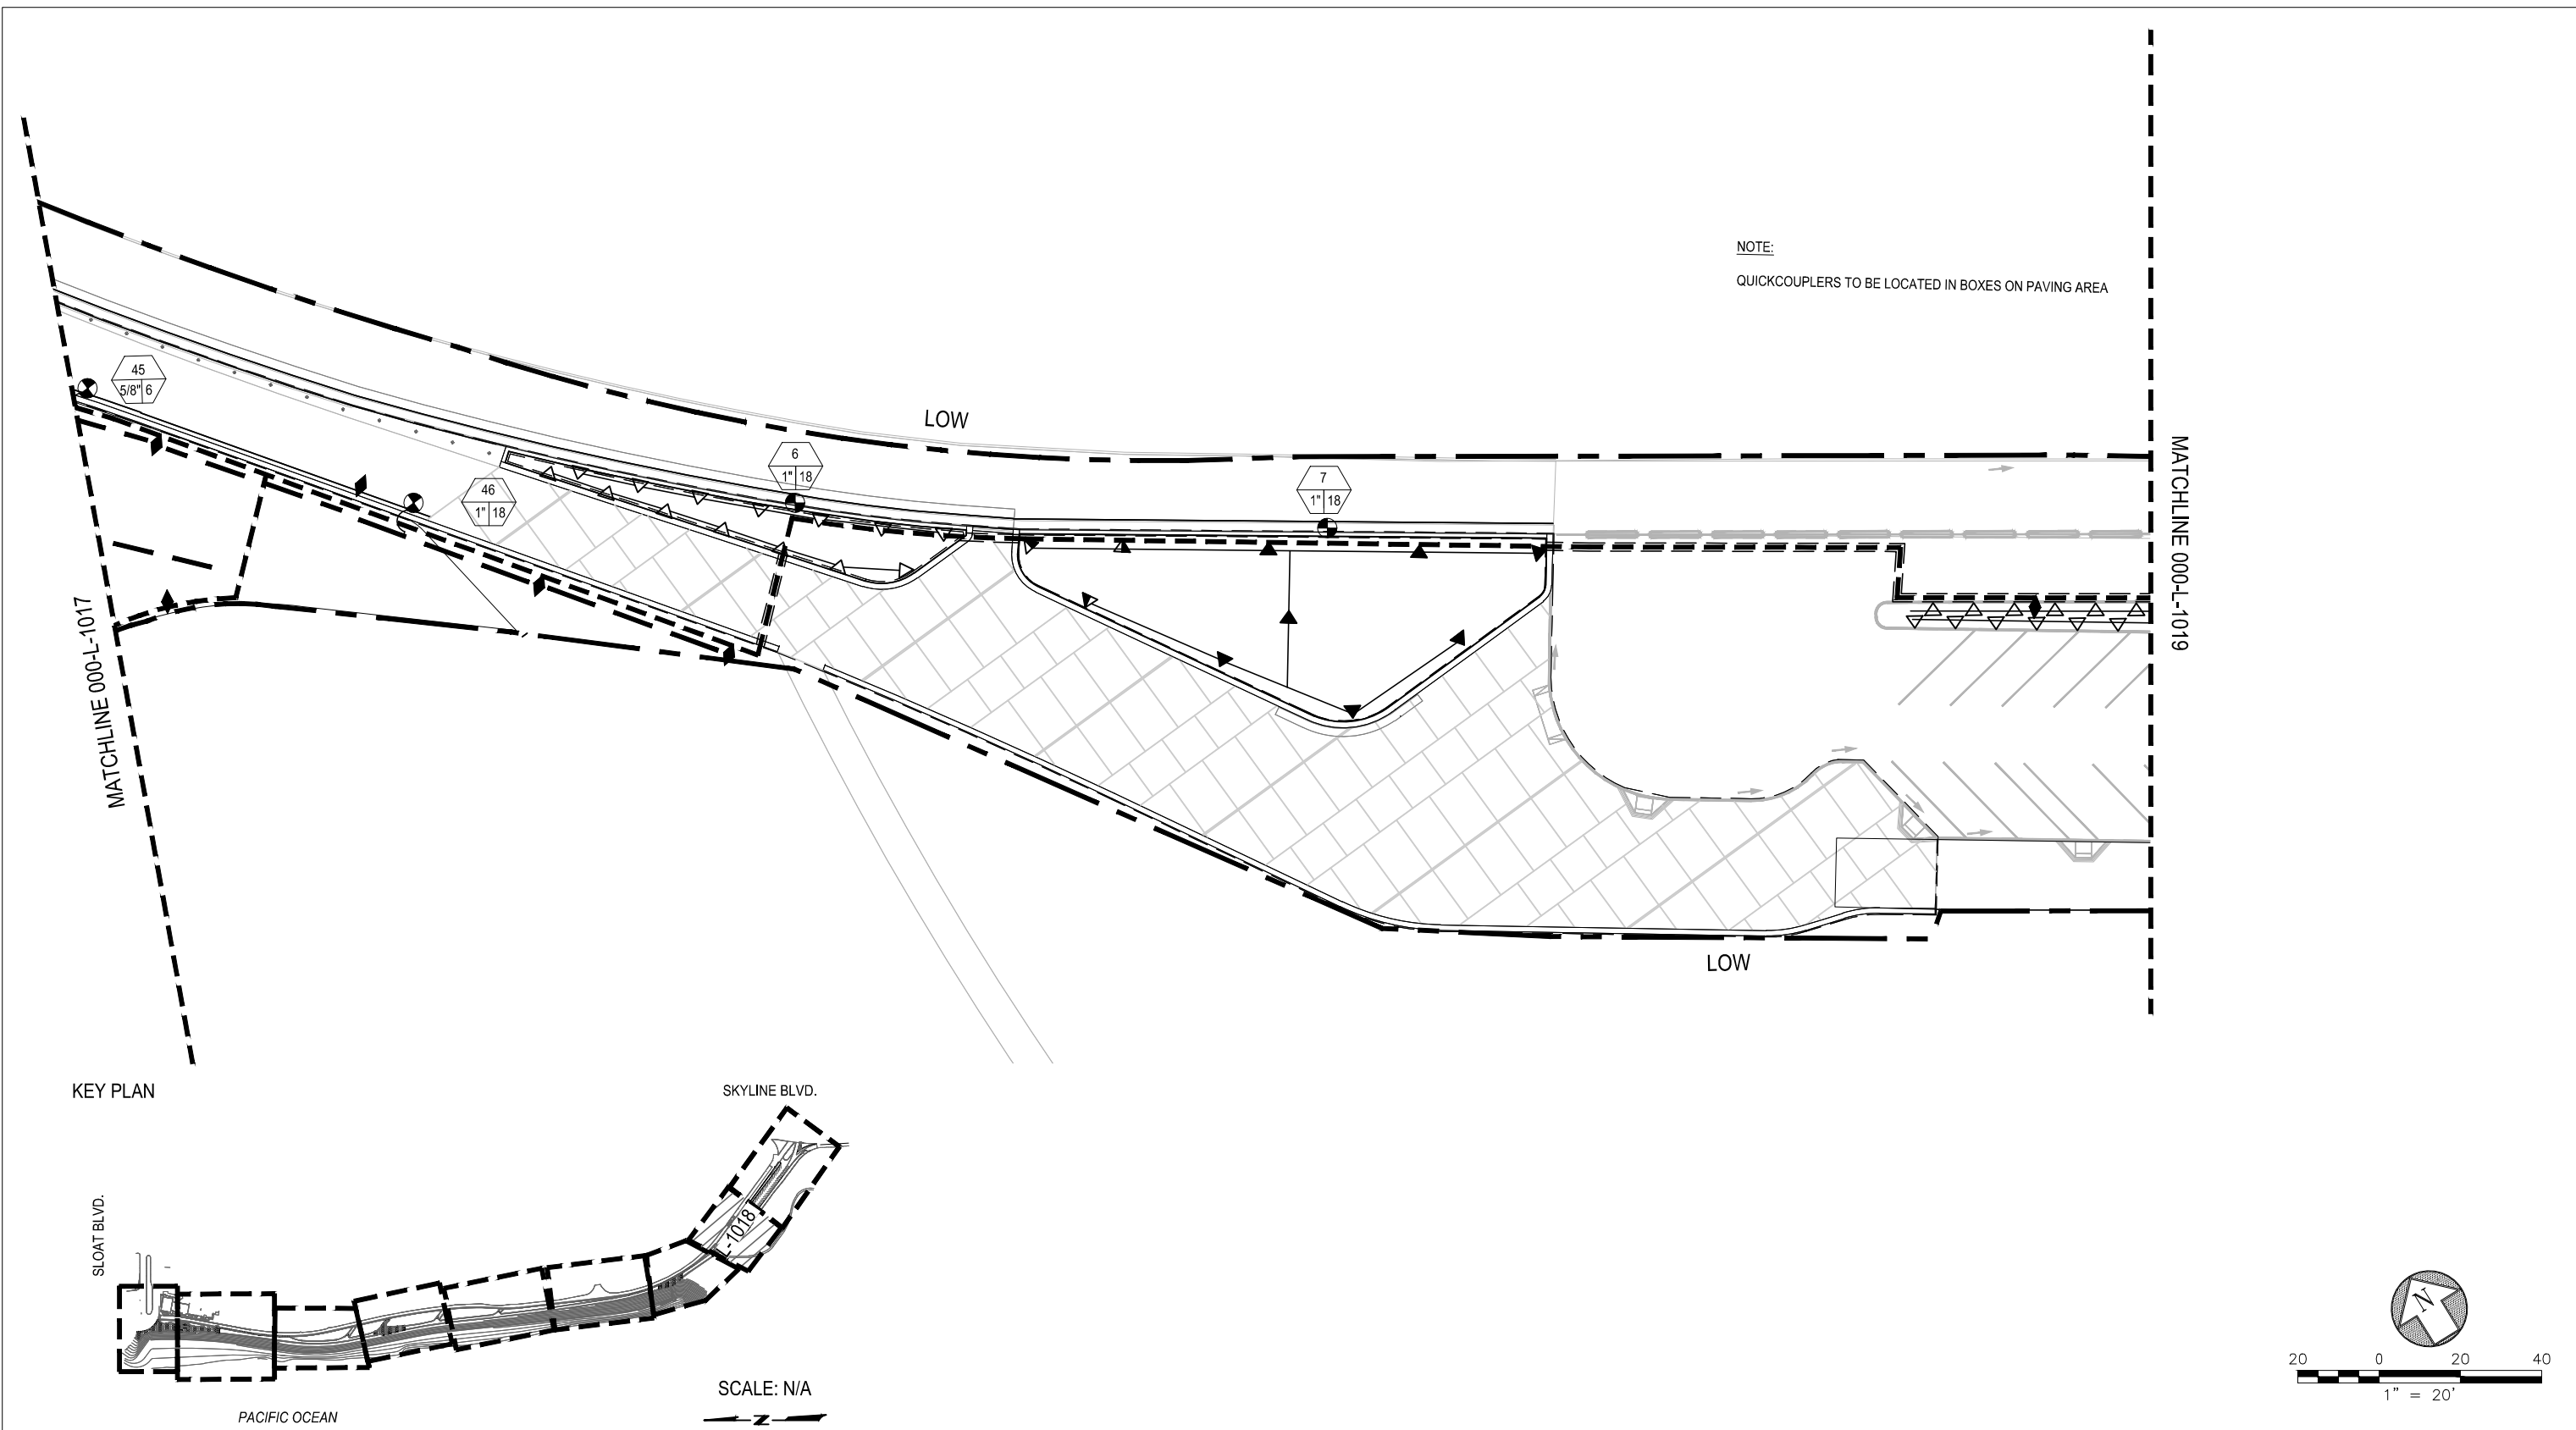 NOTE:
QUICKCOUPLERS TO BE LOCATED IN BOXES ON PAVING AREA
45
5/8" 6
LOW
6
1" 18
7
1" 18
46
1" 18
MATCHLINE 000-L-1019
MATCHLINE 000-L-1017
LOW
KEY PLAN
SKYLINE BLVD.
SLOAT BLVD.
L-1018
PACIFIC OCEAN
SCALE: N/A
N
N
20 0 20 40
1" = 20'